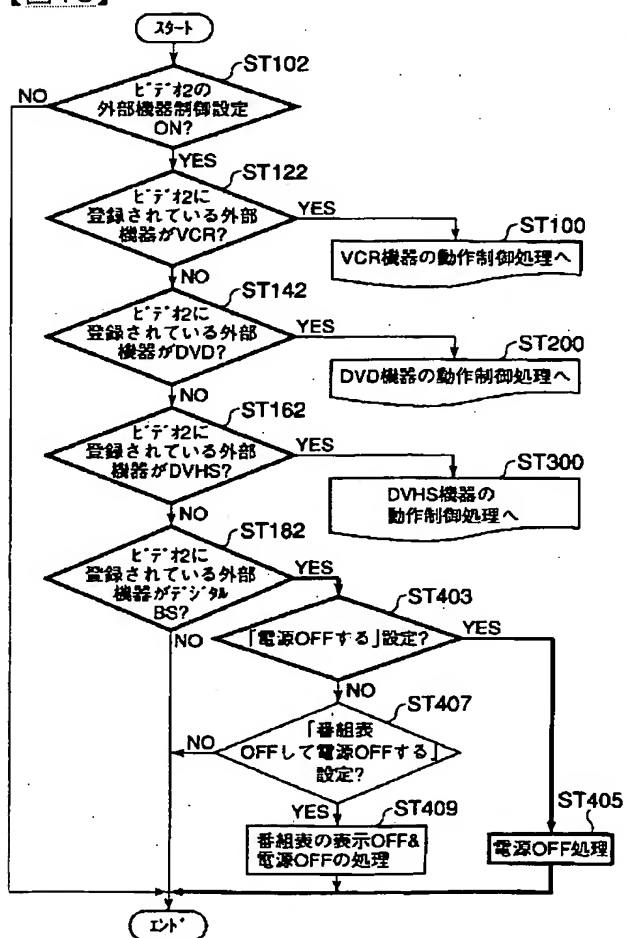 スタート
ST102
ビデオ2の
外部機器制御設定
ON?
NO
YES
ST122
ビデオ2に
登録されている外部
機器がVCR?
YES
ST100
VCR機器の動作制御処理へ
NO
ST142
ビデオ2に
登録されている外部
機器がDVD?
YES
ST200
DVD機器の動作制御処理へ
NO
ST162
ビデオ2に
登録されている外部
機器がDVHS?
YES
ST300
DVHS機器の
動作制御処理へ
NO
ST182
ビデオ2に
登録されている外部
機器がデジタル
BS?
YES
NO
ST403
「電源OFFする」設定?
YES
NO
ST407
「番組表
OFFして電源OFFする」
設定?
NO
YES
ST409
番組表の表示OFF&
電源OFFの処理
ST405
電源OFF処理
エンド